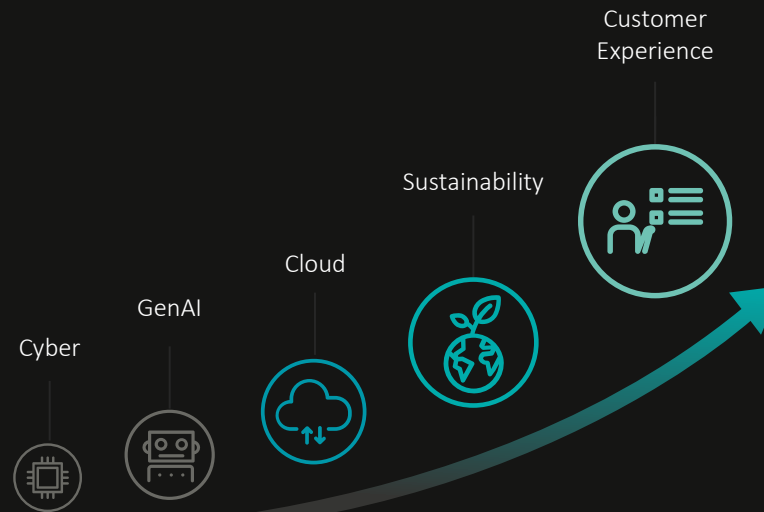 Customer
Experience
Sustainability
Cloud
GenAI
Cyber